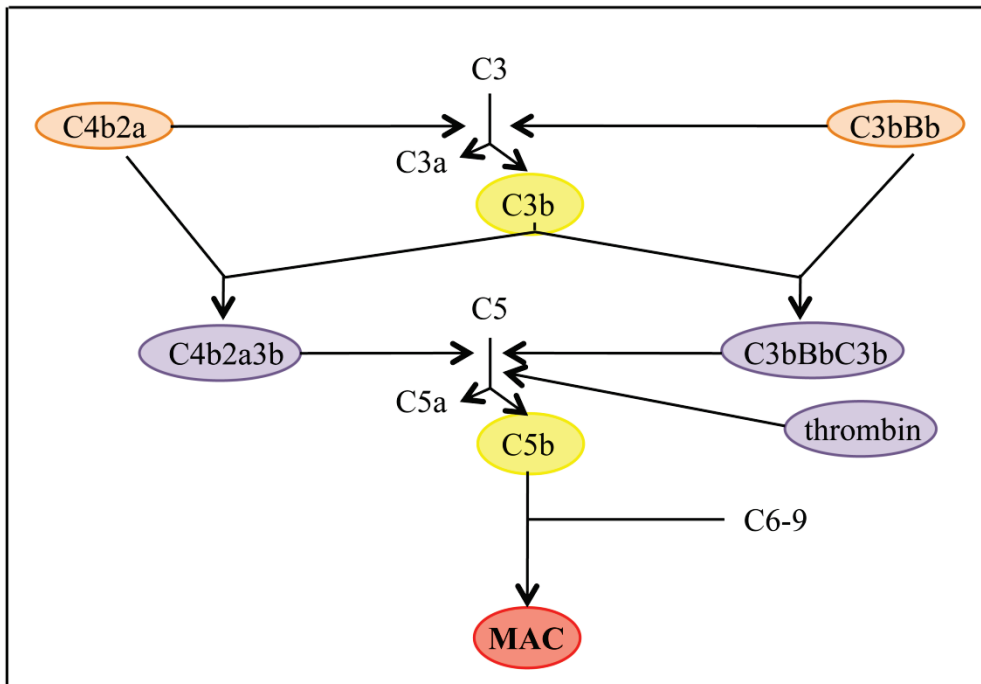 C3
C4b2a
C3bBb
C3a
C3b
C5
C4b2a3b
C3bBbC3b
C5a
thrombin
C5b
C6-9
MAC